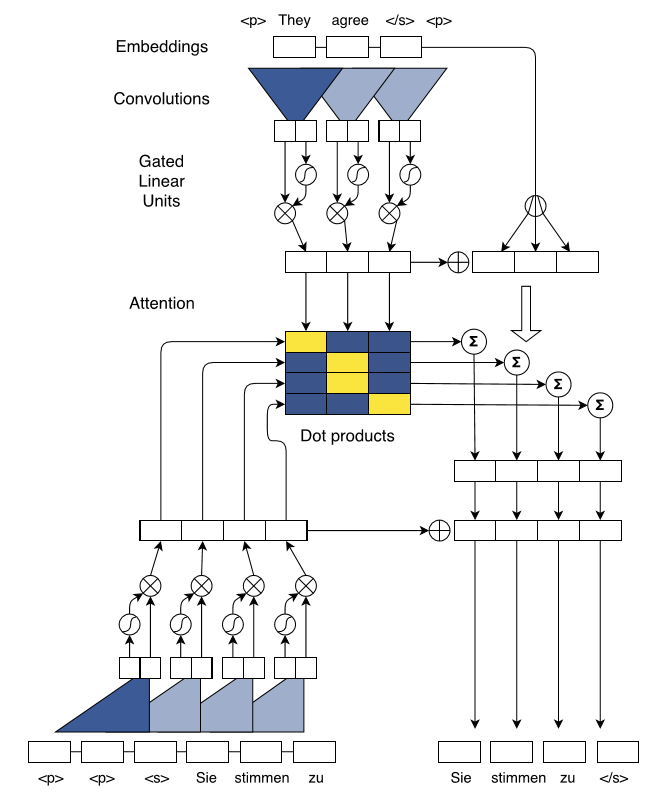 <p> They agree </s> <p>
Embeddings
Convolutions
Gated
Linear
Units
Attention
Σ
Σ
Σ
Σ
Dot products
<p> <p> <s> Sie stimmen zu
Sie stimmen zu </s>